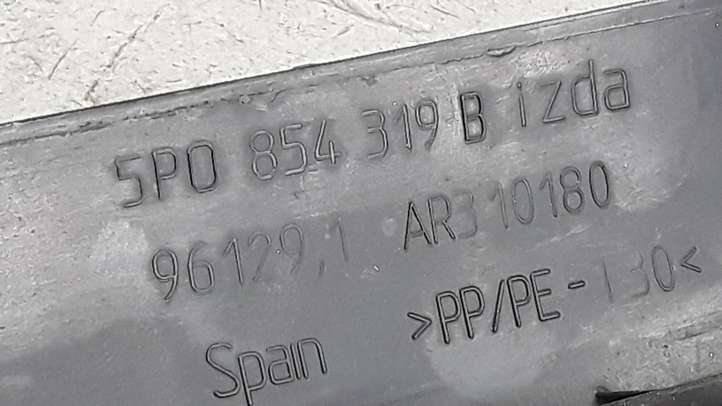 5P0 854 319 B izda
96129,1 AR310180
>PP/PE-T30<
Spain